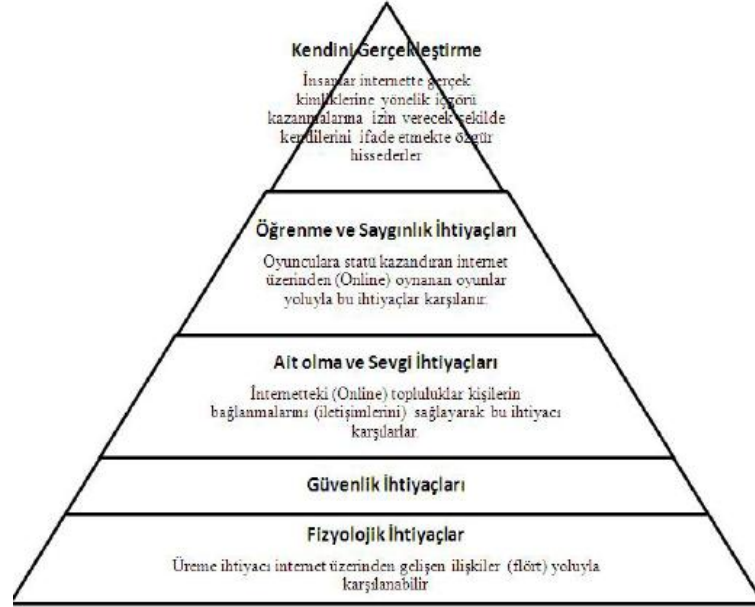 Kendini Gerçekleştirme
İnsanlar internette gerçek
kimliklerine yönelik içgörü
kazanmalarına izin verecek şekilde
kendilerini ifade etmekte özgür
hissederler
Öğrenme ve Saygınlık İhtiyaçları
Oyunculara statü kazandıran internet
üzerinden (Online) oynanan oyunlar
yoluyla bu ihtiyaçlar karşılanır.
Ait olma ve Sevgi İhtiyaçları
İnternetteki (Online) topluluklar kişilerin
bağlanmalarını (iletişimlerini) sağlayarak bu ihtiyacı
karşılarlar.
Güvenlik İhtiyaçları
Fizyolojik İhtiyaçlar
Üreme ihtiyacı internet üzerinden gelişen ilişkiler (flört) yoluyla
karşılanabilir